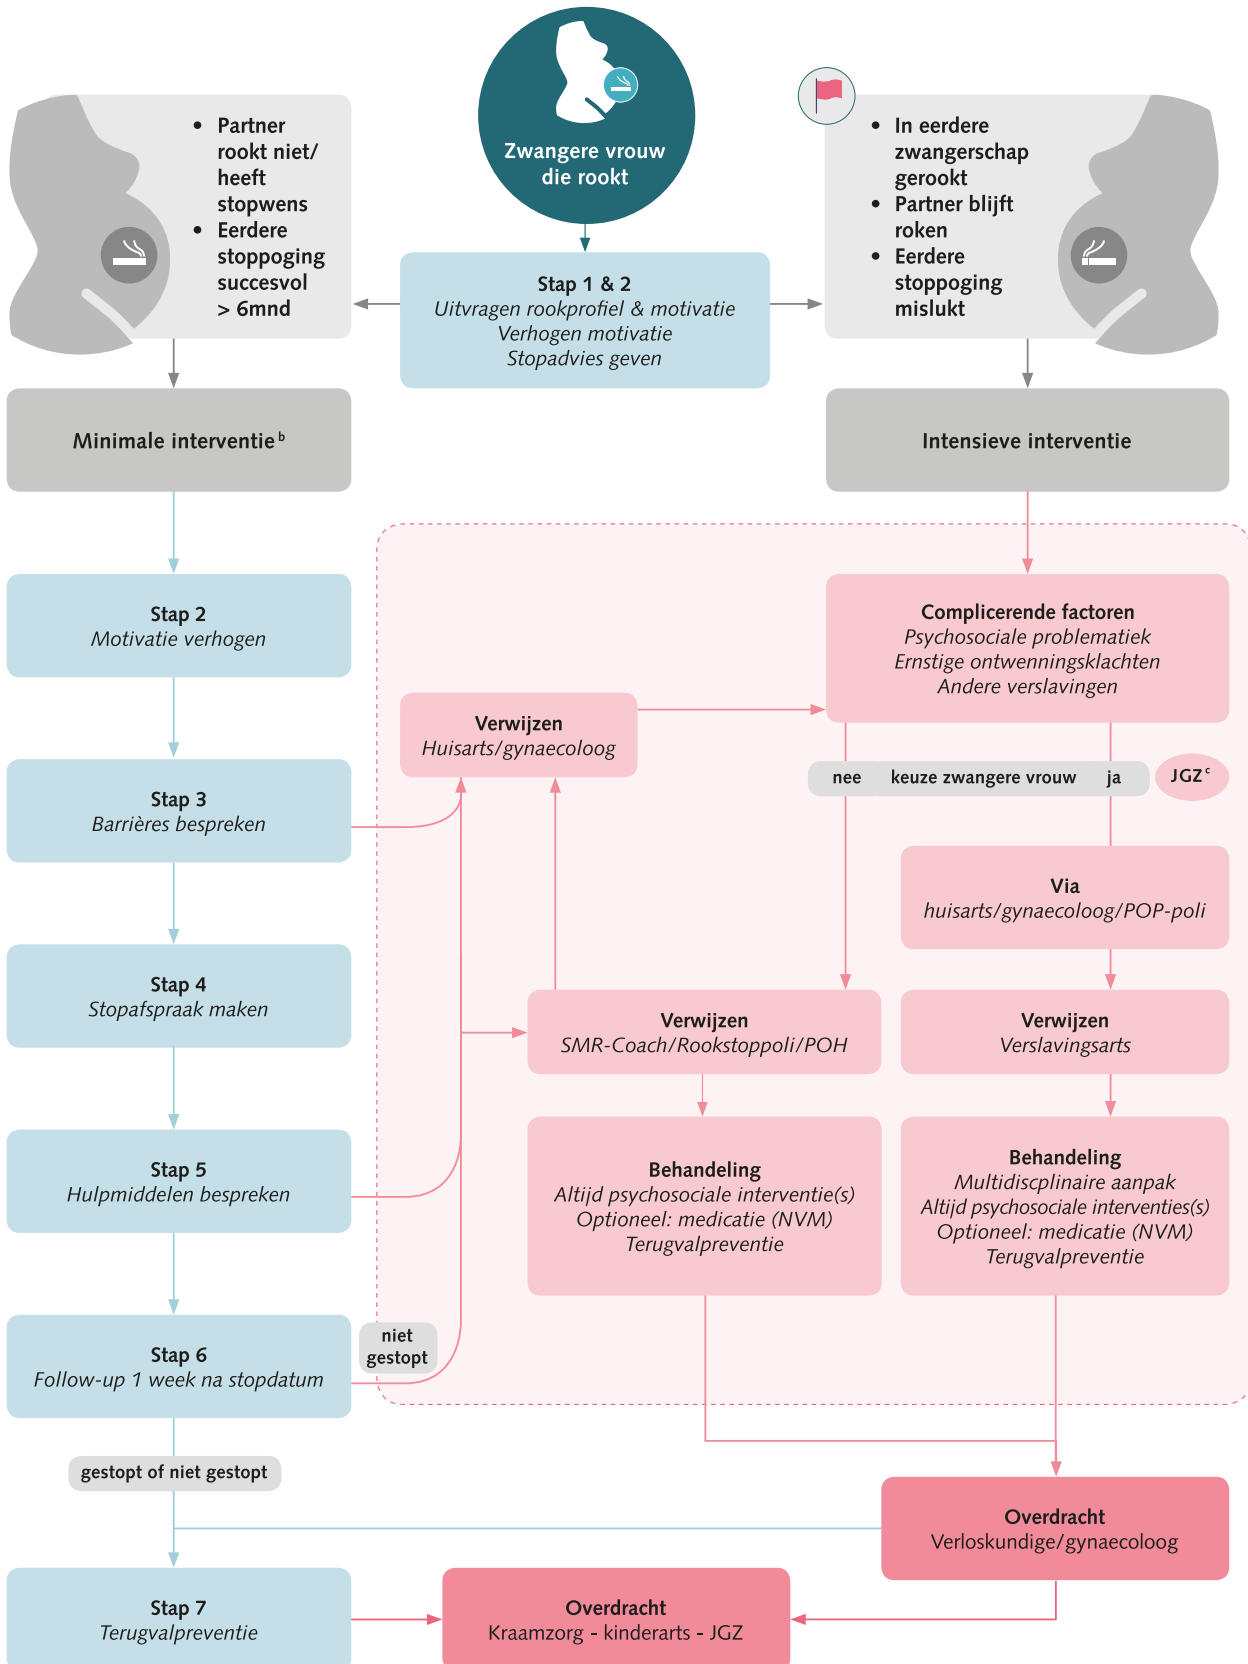 Zwangere vrouw
die rookt
• Partner
rookt niet/
heeft
stopwens
• Eerdere
stoppoging
succesvol
> 6mnd
Stap 1 & 2
Uitvragen rookprofiel & motivatie
Verhogen motivatie
Stopadvies geven
• In eerdere
zwangerschap
gerookt
• Partner blijft
roken
• Eerdere
stoppoging
mislukt
Minimale interventie b
Intensieve interventie
Stap 2
Motivatie verhogen
Complicerende factoren
Psychosociale problematiek
Ernstige ontwenningsklachten
Andere verslavingen
Verwijzen
Huisarts/gynaecoloog
nee keuze zwangere vrouw ja
JGZ c
Stap 3
Barrières bespreken
Via
huisarts/gynaecoloog/POP-poli
Stap 4
Stopafspraak maken
Verwijzen
SMR-Coach/Rookstoppoli/POH
Verwijzen
Verslavingsarts
Stap 5
Hulpmiddelen bespreken
Behandeling
Altijd psychosociale interventie(s)
Optioneel: medicatie (NVM)
Terugvalpreventie
Behandeling
Multidiscplinaire aanpak
Altijd psychosociale interventies(s)
Optioneel: medicatie (NVM)
Terugvalpreventie
Stap 6
Follow-up 1 week na stopdatum
niet
gestopt
gestopt of niet gestopt
Overdracht
Verloskundige/gynaecoloog
Stap 7
Terugvalpreventie
Overdracht
Kraamzorg - kinderarts - JGZ